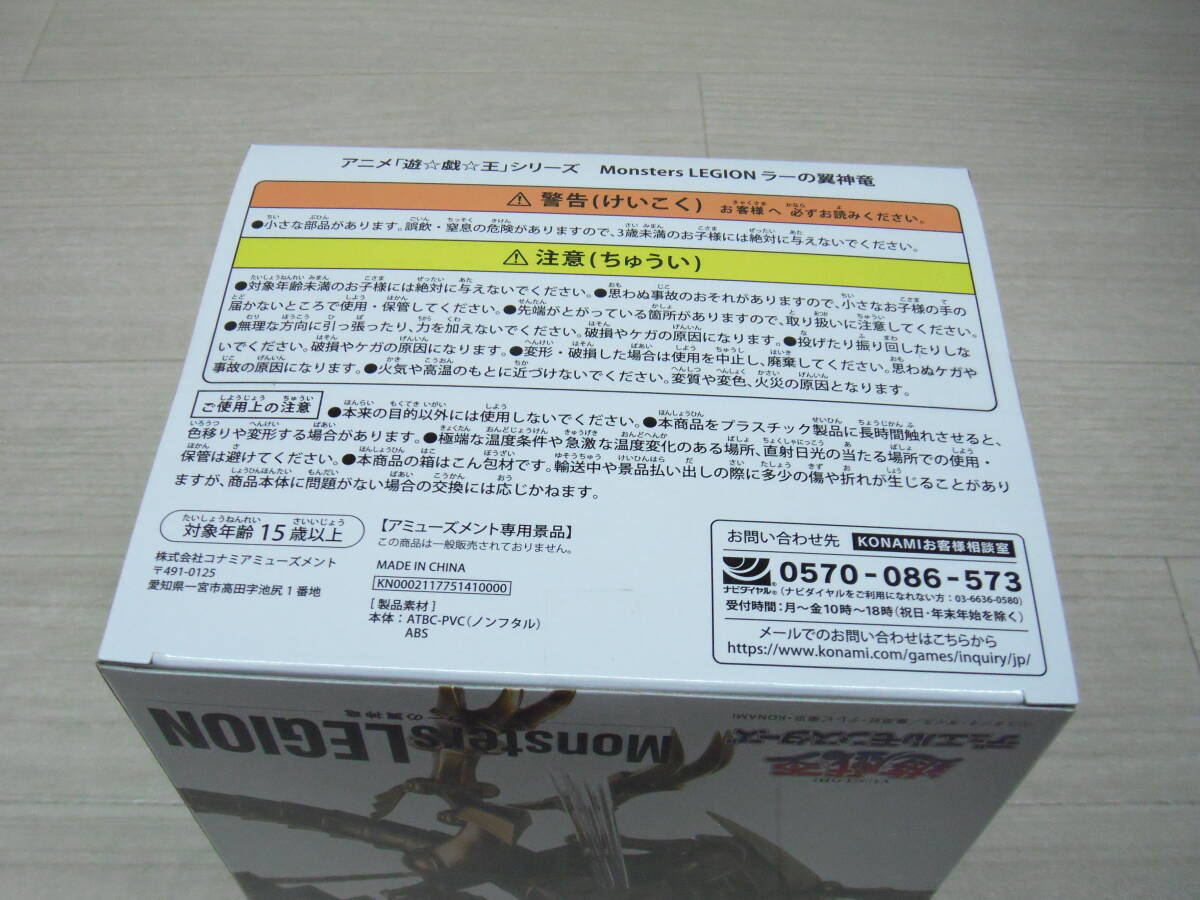 アニメ「遊☆戯☆王」シリーズ Monsters LEGION ラーの翼神竜
⚠ 警告(けいこく) お客様へ 必ずお読みください。
●小さな部品があります。誤飲・窒息の危険がありますので、3歳未満のお子様には絶対に与えないでください。
⚠ 注意(ちゅうい)
●対象年齢未満のお子様には絶対に与えないでください。●思わぬ事故のおそれがありますので、小さなお子様の手の
届かないところで使用・保管してください。●先端がとがっている箇所がありますので、取り扱いに注意してください。
●無理な方向に引っ張ったり、力を加えないでください。破損やケガの原因になります。●投げたり振り回したりしな
いでください。破損やケガの原因になります。●変形・破損した場合は使用を中止し、廃棄してください。思わぬケガや
事故の原因になります。●火気や高温のもとに近づけないでください。変質や変色、火災の原因となります。
ご使用上の注意 ●本来の目的以外には使用しないでください。●本商品をプラスチック製品に長時間触れさせると、
色移りや変形する場合があります。●極端な温度条件や急激な温度変化のある場所、直射日光の当たる場所での使用・
保管は避けてください。●本商品の箱はこん包材です。輸送中や景品払い出しの際に多少の傷や折れが生じることがあり
ますが、商品本体に問題がない場合の交換には応じかねます。
対象年齢 15歳以上
株式会社コナミアミューズメント
〒491-0125
愛知県一宮市高田字池尻1番地
【アミューズメント専用景品】
この商品は一般販売されておりません。
MADE IN CHINA
KN0002117751410000
[製品素材]
本体:ATBC-PVC(ノンフタル)
ABS
お問い合わせ先 KONAMIお客様相談室
ナビダイヤル® 0570-086-573
(ナビダイヤルをご利用になれない方:03-6636-0580)
受付時間:月~金10時~18時(祝日・年末年始を除く)
メールでのお問い合わせはこちらから
https://www.konami.com/games/inquiry/jp/
Monsters LEGION
ラーの翼神竜
遊☆戯☆王
デュエルモンスターズ